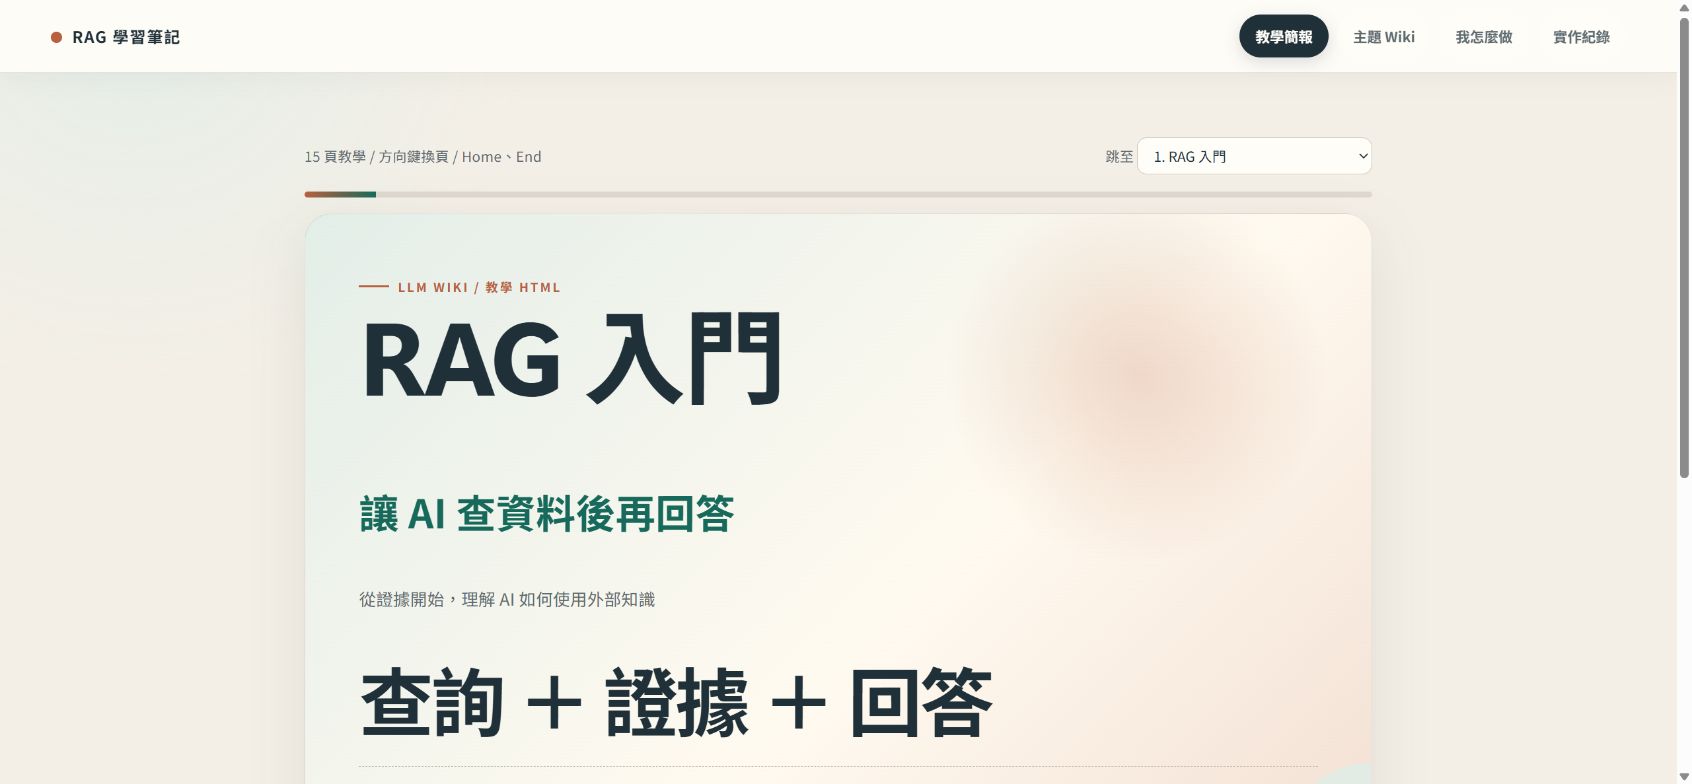 RAG 學習筆記
教學簡報 主題 Wiki 我怎麼做 實作紀錄
15 頁教學 / 方向鍵換頁 / Home、End
跳至 1. RAG 入門
LLM WIKI / 教學 HTML
RAG 入門
讓 AI 查資料後再回答
從證據開始，理解 AI 如何使用外部知識
查詢 ＋ 證據 ＋ 回答